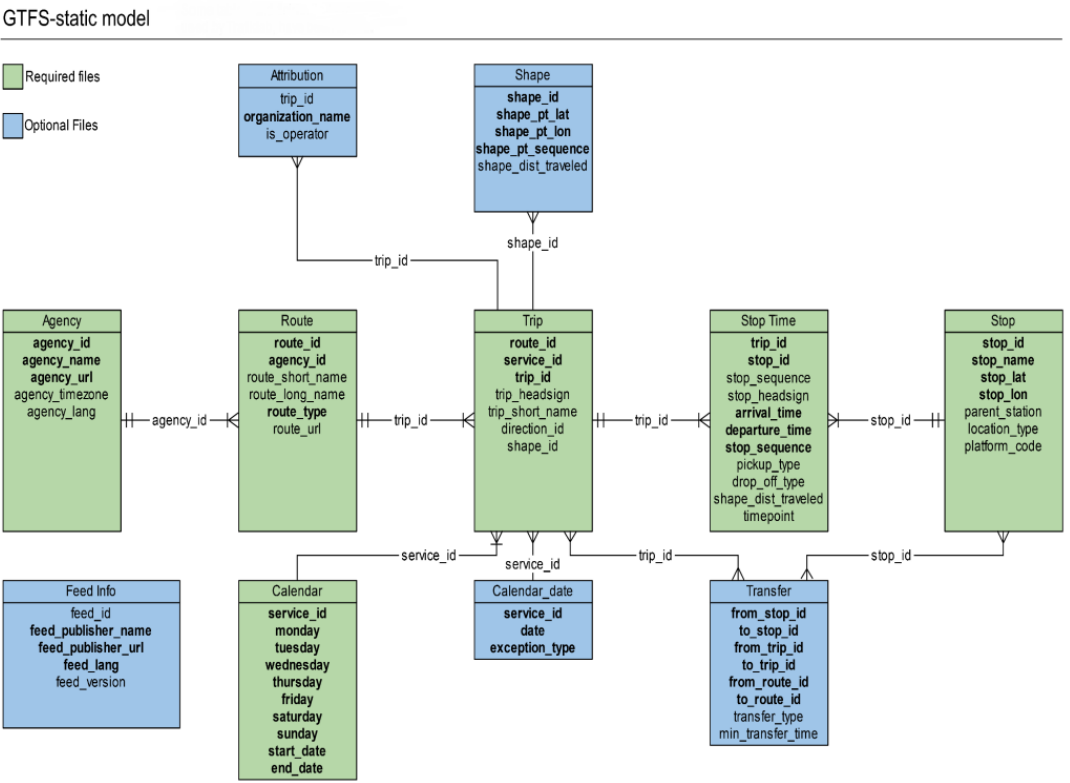 GTFS-static model
Required files
Optional Files
Attribution
trip_id
organization_name
is_operator
Shape
shape_id
shape_pt_lat
shape_pt_lon
shape_pt_sequence
shape_dist_traveled
shape_id
trip_id
Agency
agency_id
agency_name
agency_url
agency_timezone
agency_lang
agency_id
Route
route_id
agency_id
route_short_name
route_long_name
route_type
route_url
trip_id
Trip
route_id
service_id
trip_id
trip_headsign
trip_short_name
direction_id
shape_id
trip_id
Stop Time
trip_id
stop_id
stop_sequence
stop_headsign
arrival_time
departure_time
stop_sequence
pickup_type
drop_off_type
shape_dist_traveled
timepoint
stop_id
Stop
stop_id
stop_name
stop_lat
stop_lon
parent_station
location_type
platform_code
service_id
service_id
trip_id
stop_id
Feed Info
feed_id
feed_publisher_name
feed_publisher_url
feed_lang
feed_version
Calendar
service_id
monday
tuesday
wednesday
thursday
friday
saturday
sunday
start_date
end_date
Calendar_date
service_id
date
exception_type
Transfer
from_stop_id
to_stop_id
from_trip_id
to_trip_id
from_route_id
to_route_id
transfer_type
min_transfer_time